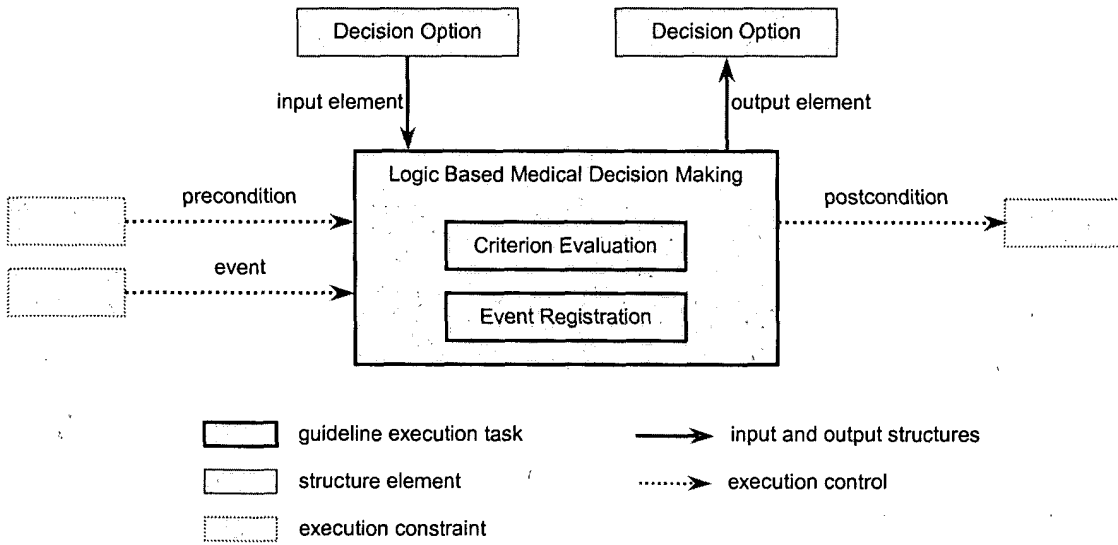 Decision Option
Decision Option
input element
output element
Logic Based Medical Decision Making
precondition
postcondition
Criterion Evaluation
event
Event Registration
guideline execution task
input and output structures
structure element
execution control
execution constraint